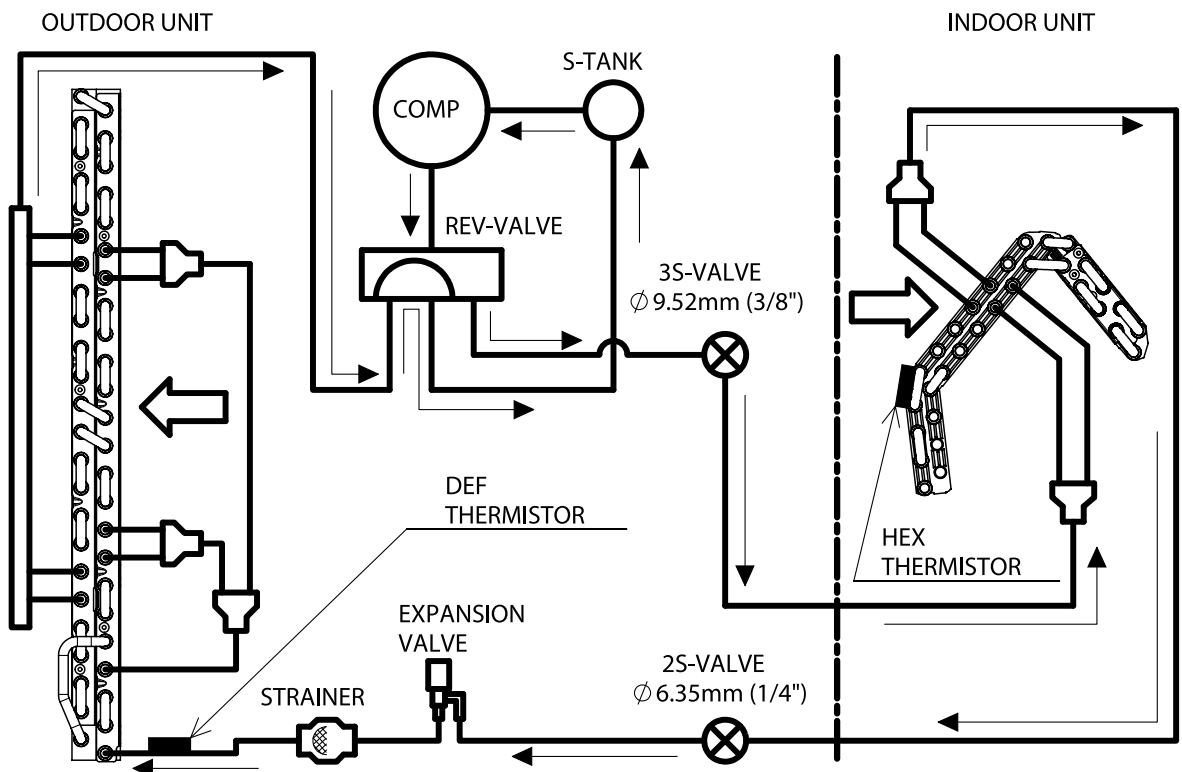 OUTDOOR UNIT
INDOOR UNIT
S-TANK
COMP
REV-VALVE
3S-VALVE
∅ 9.52mm (3/8")
DEF
THERMISTOR
HEX
THERMISTOR
EXPANSION
VALVE
2S-VALVE
∅ 6.35mm (1/4")
STRAINER